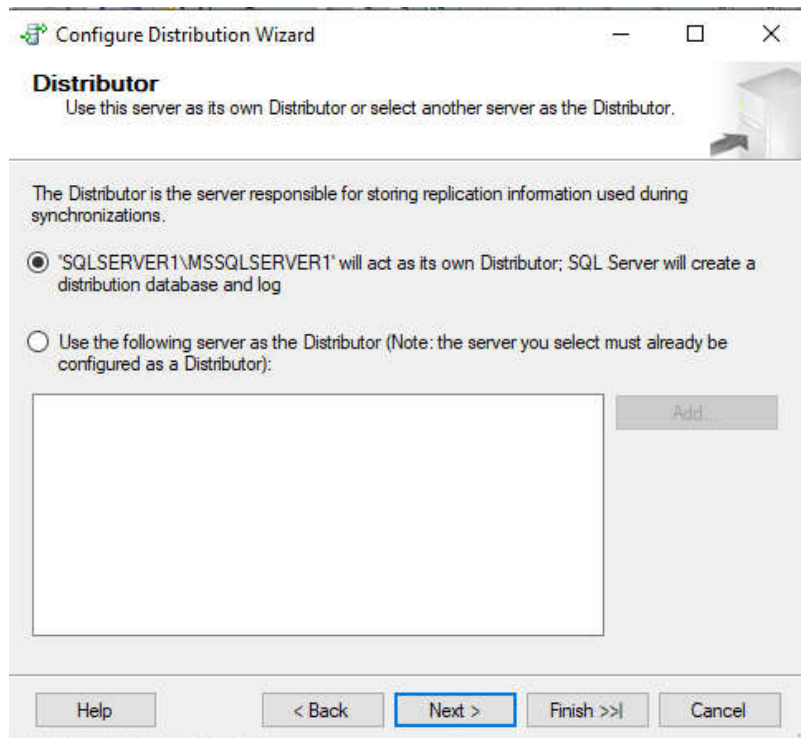 Configure Distribution Wizard
Distributor
Use this server as its own Distributor or select another server as the Distributor.
The Distributor is the server responsible for storing replication information used during
synchronizations.
'SQLSERVER1\MSSQLSERVER1' will act as its own Distributor; SQL Server will create a
distribution database and log
Use the following server as the Distributor (Note: the server you select must already be
configured as a Distributor):
Add...
Help
< Back
Next >
Finish >>|
Cancel